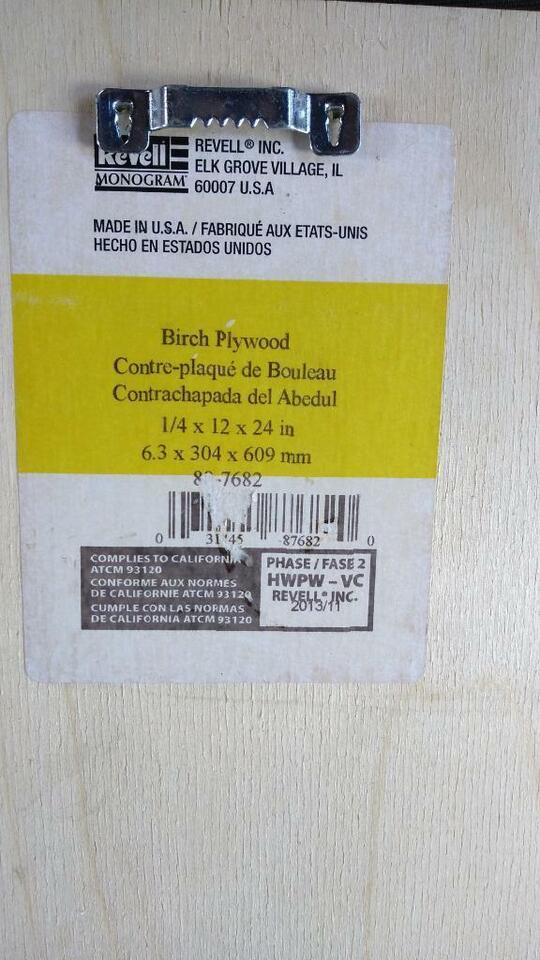 Revell
MONOGRAM
REVELL® INC.
ELK GROVE VILLAGE, IL
60007 U.S.A
MADE IN U.S.A. / FABRIQUÉ AUX ETATS-UNIS
HECHO EN ESTADOS UNIDOS
Birch Plywood
Contre-plaqué de Bouleau
Contrachapada del Abedul
1/4 x 12 x 24 in
6.3 x 304 x 609 mm
7682
0 87682 0
COMPLIES TO CALIFORNIA
ATCM 93120
CONFORME AUX NORMES
DE CALIFORNIE ATCM 93120
CUMPLE CON LAS NORMAS
DE CALIFORNIA ATCM 93120
PHASE / FASE 2
HWPW – VC
REVELL® INC.
2013/11